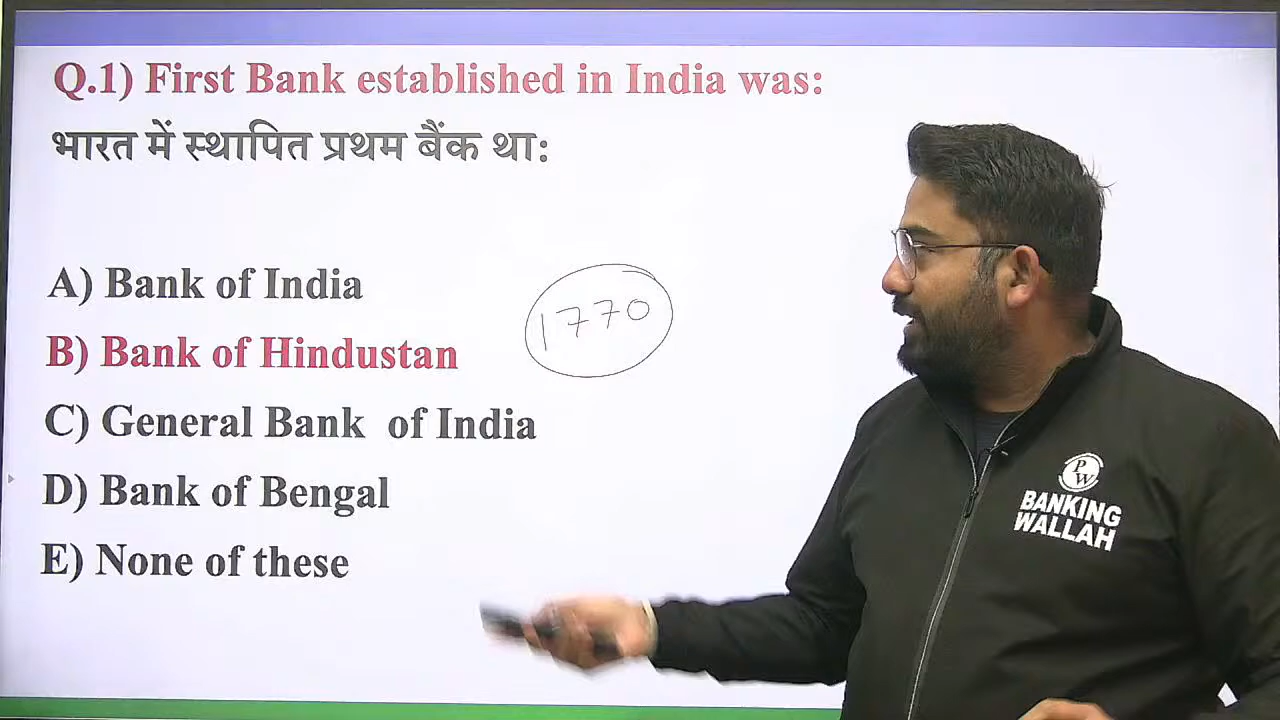 Q.1) First Bank established in India was:
भारत में स्थापित प्रथम बैंक था:
A) Bank of India
1770
B) Bank of Hindustan
C) General Bank of India
D) Bank of Bengal
E) None of these
PW
BANKING
WALLAH